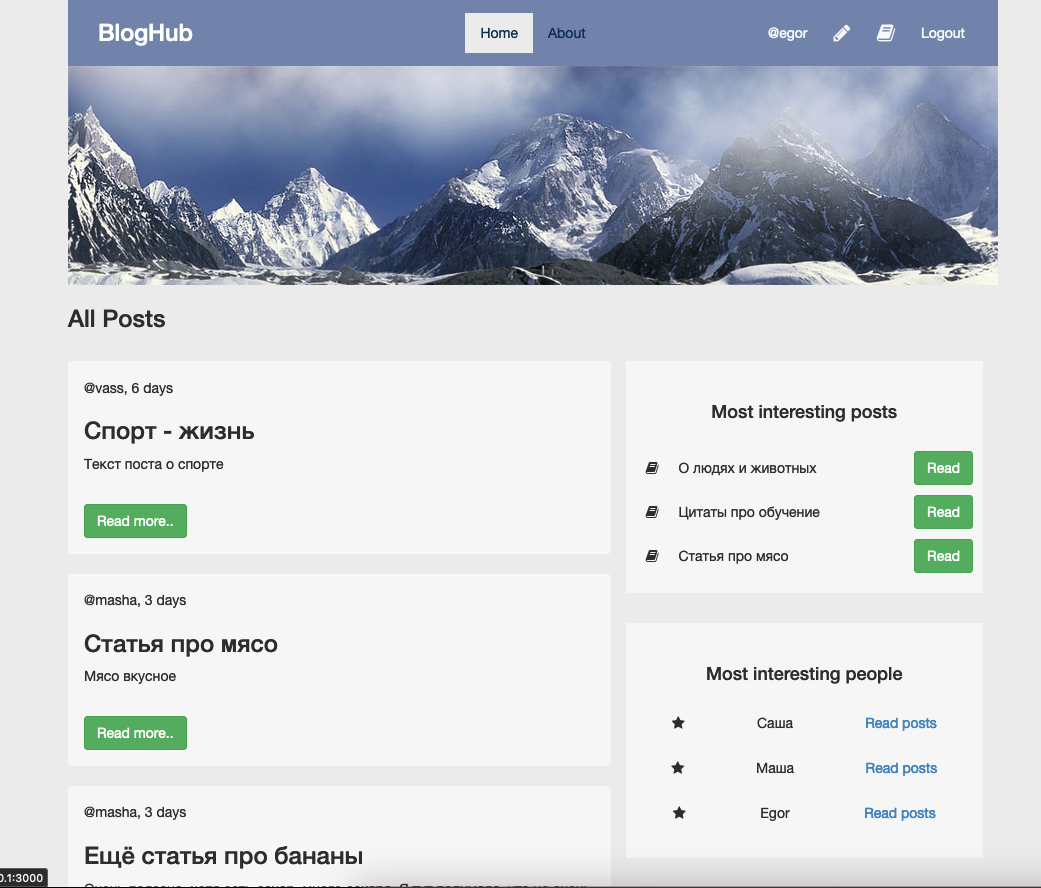 BlogHub
Home
About
@egor
Logout
All Posts
@vass, 6 days
Спорт - жизнь
Текст поста о спорте
Read more..
@masha, 3 days
Статья про мясо
Мясо вкусное
Read more..
@masha, 3 days
Ещё статья про бананы
Most interesting posts
О людях и животных Read
Цитаты про обучение Read
Статья про мясо Read
Most interesting people
Саша Read posts
Маша Read posts
Egor Read posts
0.1:3000